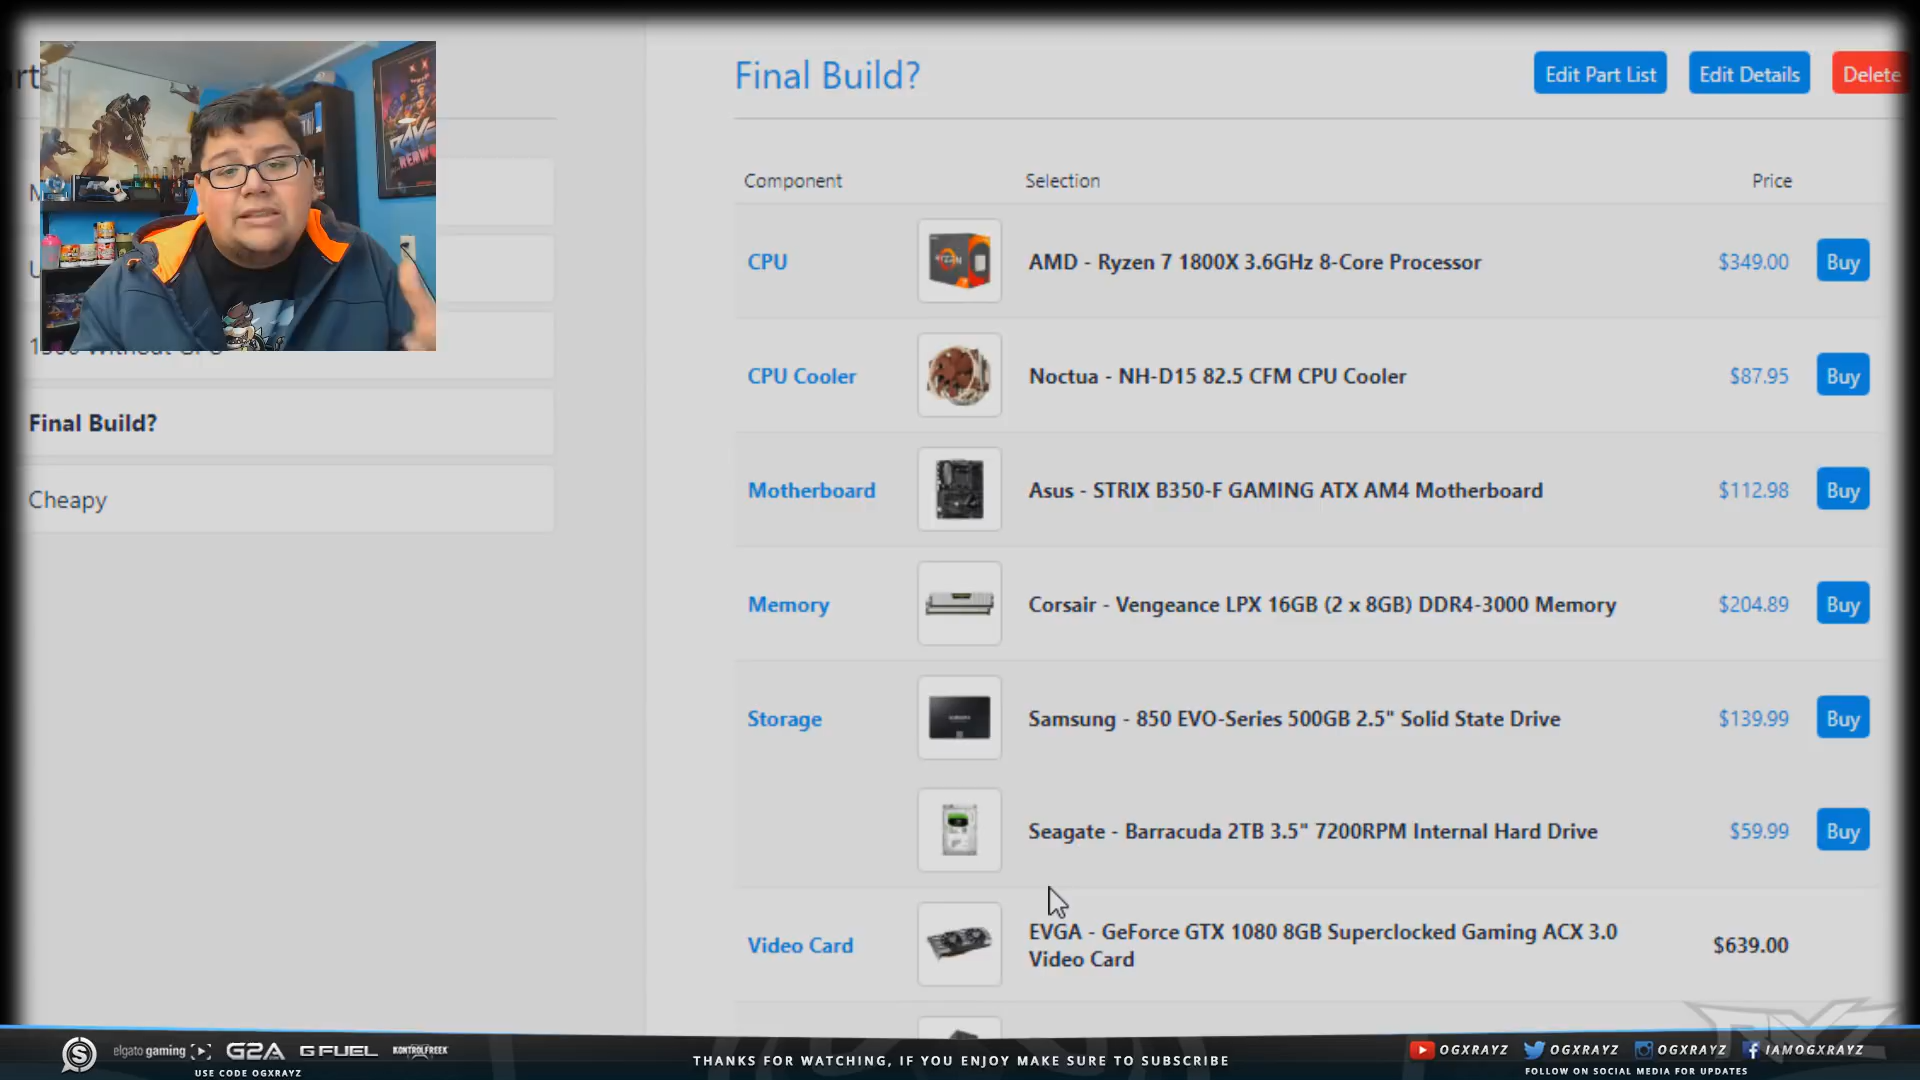 Final Build?
Edit Part List
Edit Details
Delete
Component
Selection
Price
CPU
AMD - Ryzen 7 1800X 3.6GHz 8-Core Processor
$349.00
Buy
CPU Cooler
Noctua - NH-D15 82.5 CFM CPU Cooler
$87.95
Buy
Motherboard
Asus - STRIX B350-F GAMING ATX AM4 Motherboard
$112.98
Buy
Memory
Corsair - Vengeance LPX 16GB (2 x 8GB) DDR4-3000 Memory
$204.89
Buy
Storage
Samsung - 850 EVO-Series 500GB 2.5" Solid State Drive
$139.99
Buy
Seagate - Barracuda 2TB 3.5" 7200RPM Internal Hard Drive
$59.99
Buy
Video Card
EVGA - GeForce GTX 1080 8GB Superclocked Gaming ACX 3.0
Video Card
$639.00
Final Build?
Cheapy
elgato gaming
G2A
G FUEL
KONTROLFREEK
USE CODE OGXRAYZ
THANKS FOR WATCHING, IF YOU ENJOY MAKE SURE TO SUBSCRIBE
OGXRAYZ
OGXRAYZ
OGXRAYZ
IAMOGXRAYZ
FOLLOW ON SOCIAL MEDIA FOR UPDATES